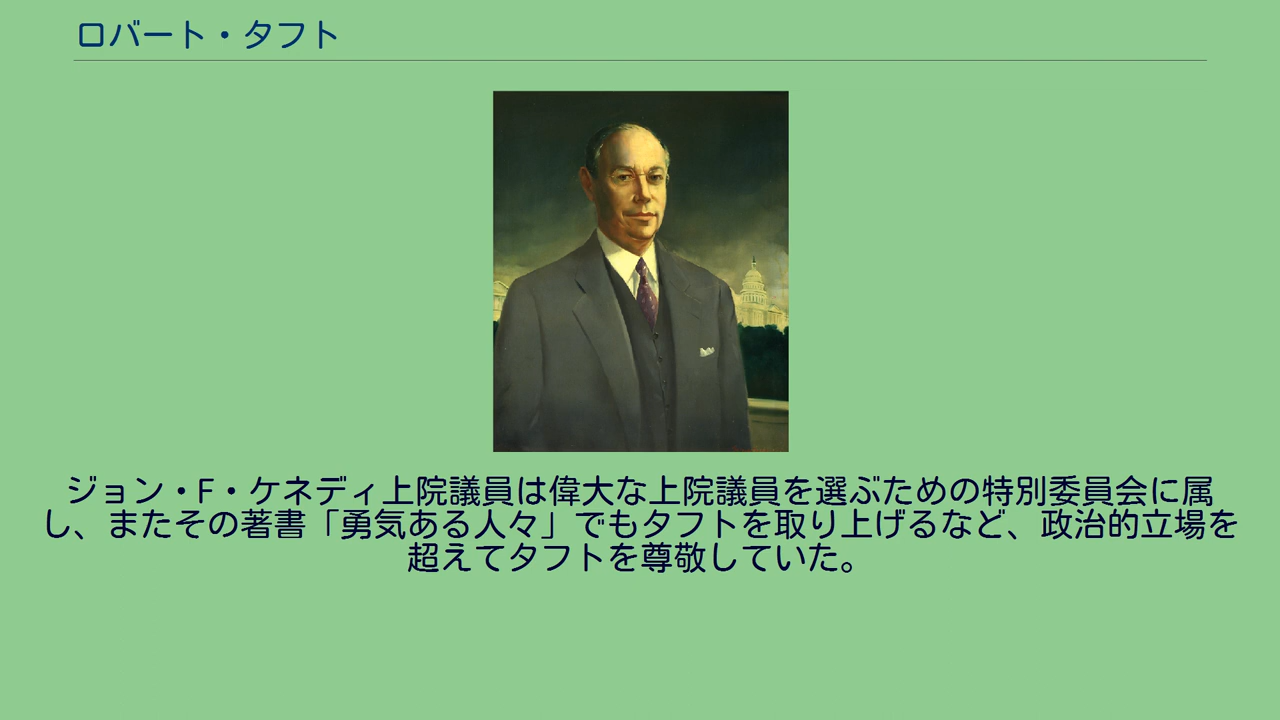 ロバート・タフト
ジョン・F・ケネディ上院議員は偉大な上院議員を選ぶための特別委員会に属
し、またその著書「勇気ある人々」でもタフトを取り上げるなど、政治的立場を
超えてタフトを尊敬していた。